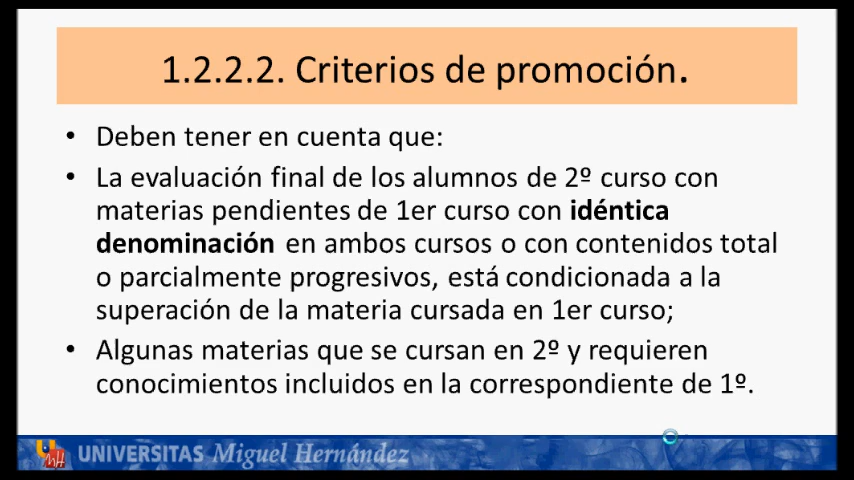 1.2.2.2. Criterios de promoción.
• Deben tener en cuenta que:
• La evaluación final de los alumnos de 2º curso con
materias pendientes de 1er curso con idéntica
denominación en ambos cursos o con contenidos total
o parcialmente progresivos, está condicionada a la
superación de la materia cursada en 1er curso;
• Algunas materias que se cursan en 2º y requieren
conocimientos incluidos en la correspondiente de 1º.
UNIVERSITAS Miguel Hernández